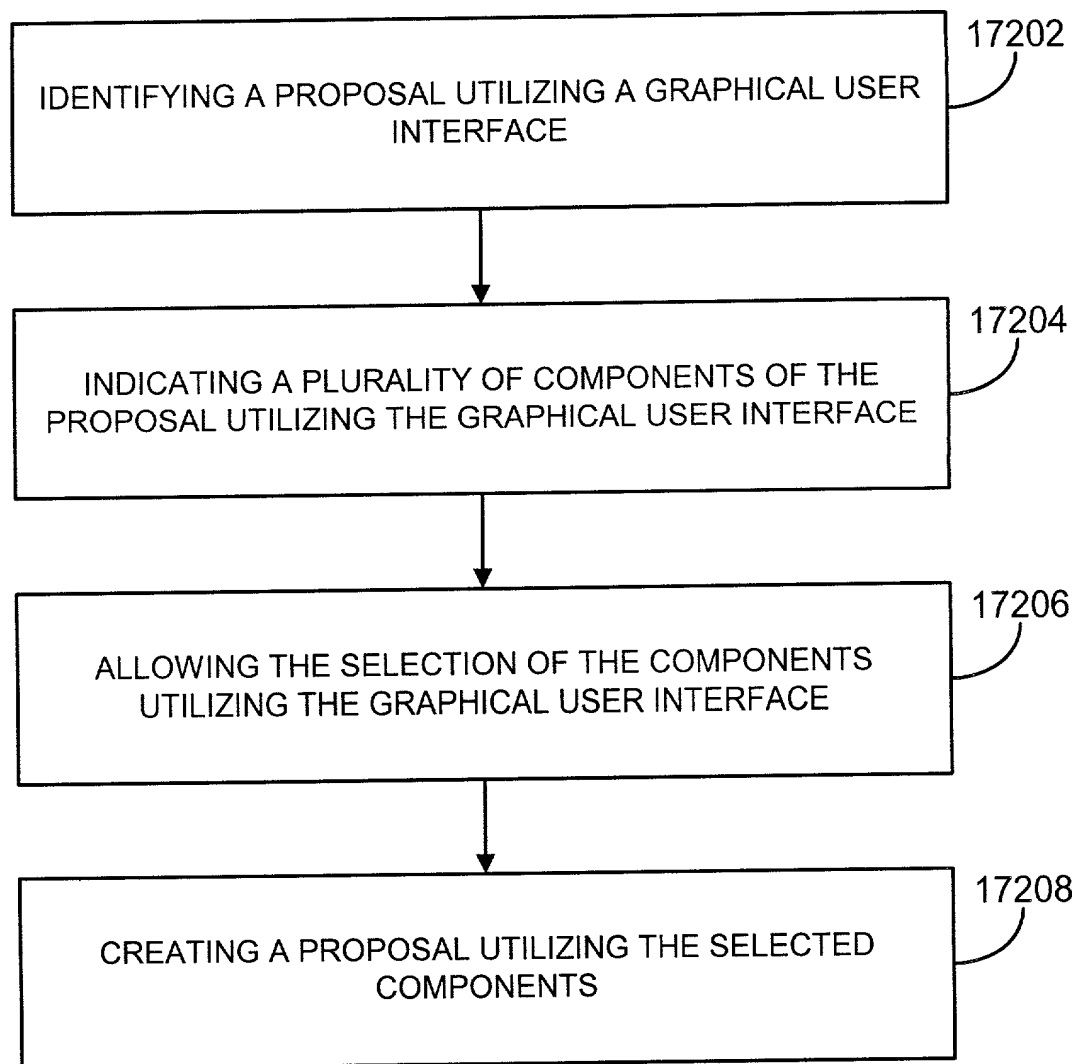 17202
IDENTIFYING A PROPOSAL UTILIZING A GRAPHICAL USER
INTERFACE
17204
INDICATING A PLURALITY OF COMPONENTS OF THE
PROPOSAL UTILIZING THE GRAPHICAL USER INTERFACE
17206
ALLOWING THE SELECTION OF THE COMPONENTS
UTILIZING THE GRAPHICAL USER INTERFACE
17208
CREATING A PROPOSAL UTILIZING THE SELECTED
COMPONENTS